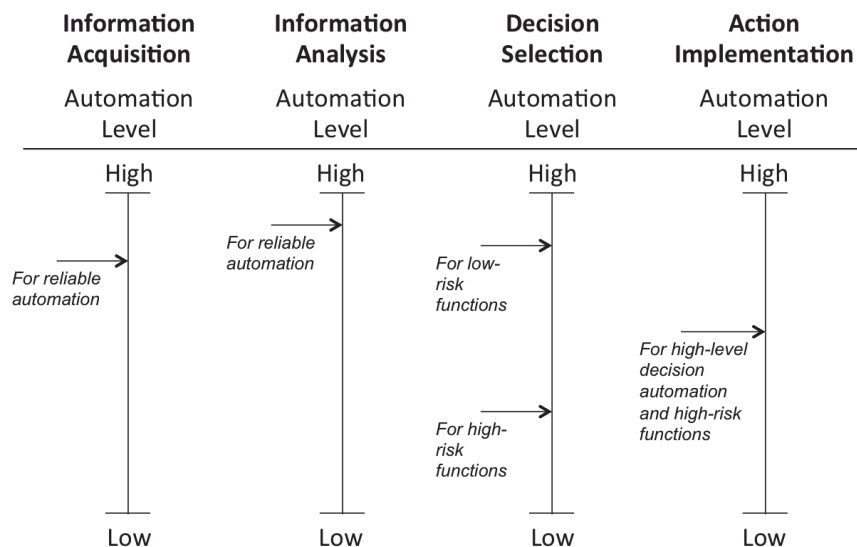 Information
Acquisition
Automation
Level
High
For reliable
automation
Low
Information
Analysis
Automation
Level
High
For reliable
automation
Low
Decision
Selection
Automation
Level
High
For low-
risk
functions
For high-
risk
functions
Low
Action
Implementation
Automation
Level
High
For high-level
decision
automation
and high-risk
functions
Low